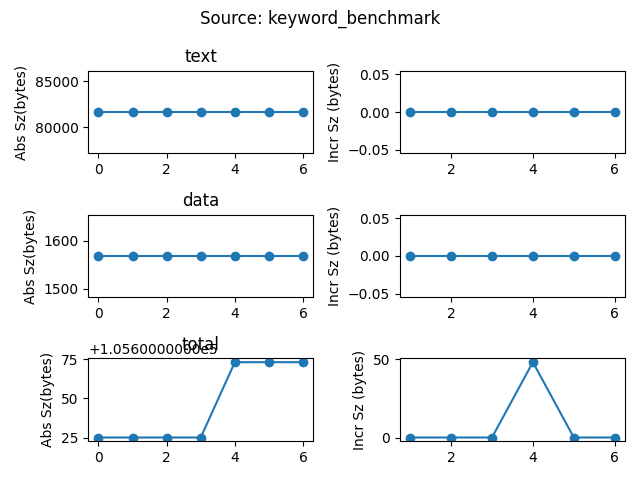 Source: keyword_benchmark
text
Abs Sz(bytes)
85000
80000
0 2 4 6
Incr Sz (bytes)
0.05
0.00
−0.05
2 4 6
data
Abs Sz(bytes)
1600
1500
0 2 4 6
Incr Sz (bytes)
0.05
0.00
−0.05
2 4 6
total
+1.0560000000e5
Abs Sz(bytes)
75
50
25
0 2 4 6
Incr Sz (bytes)
50
0
2 4 6